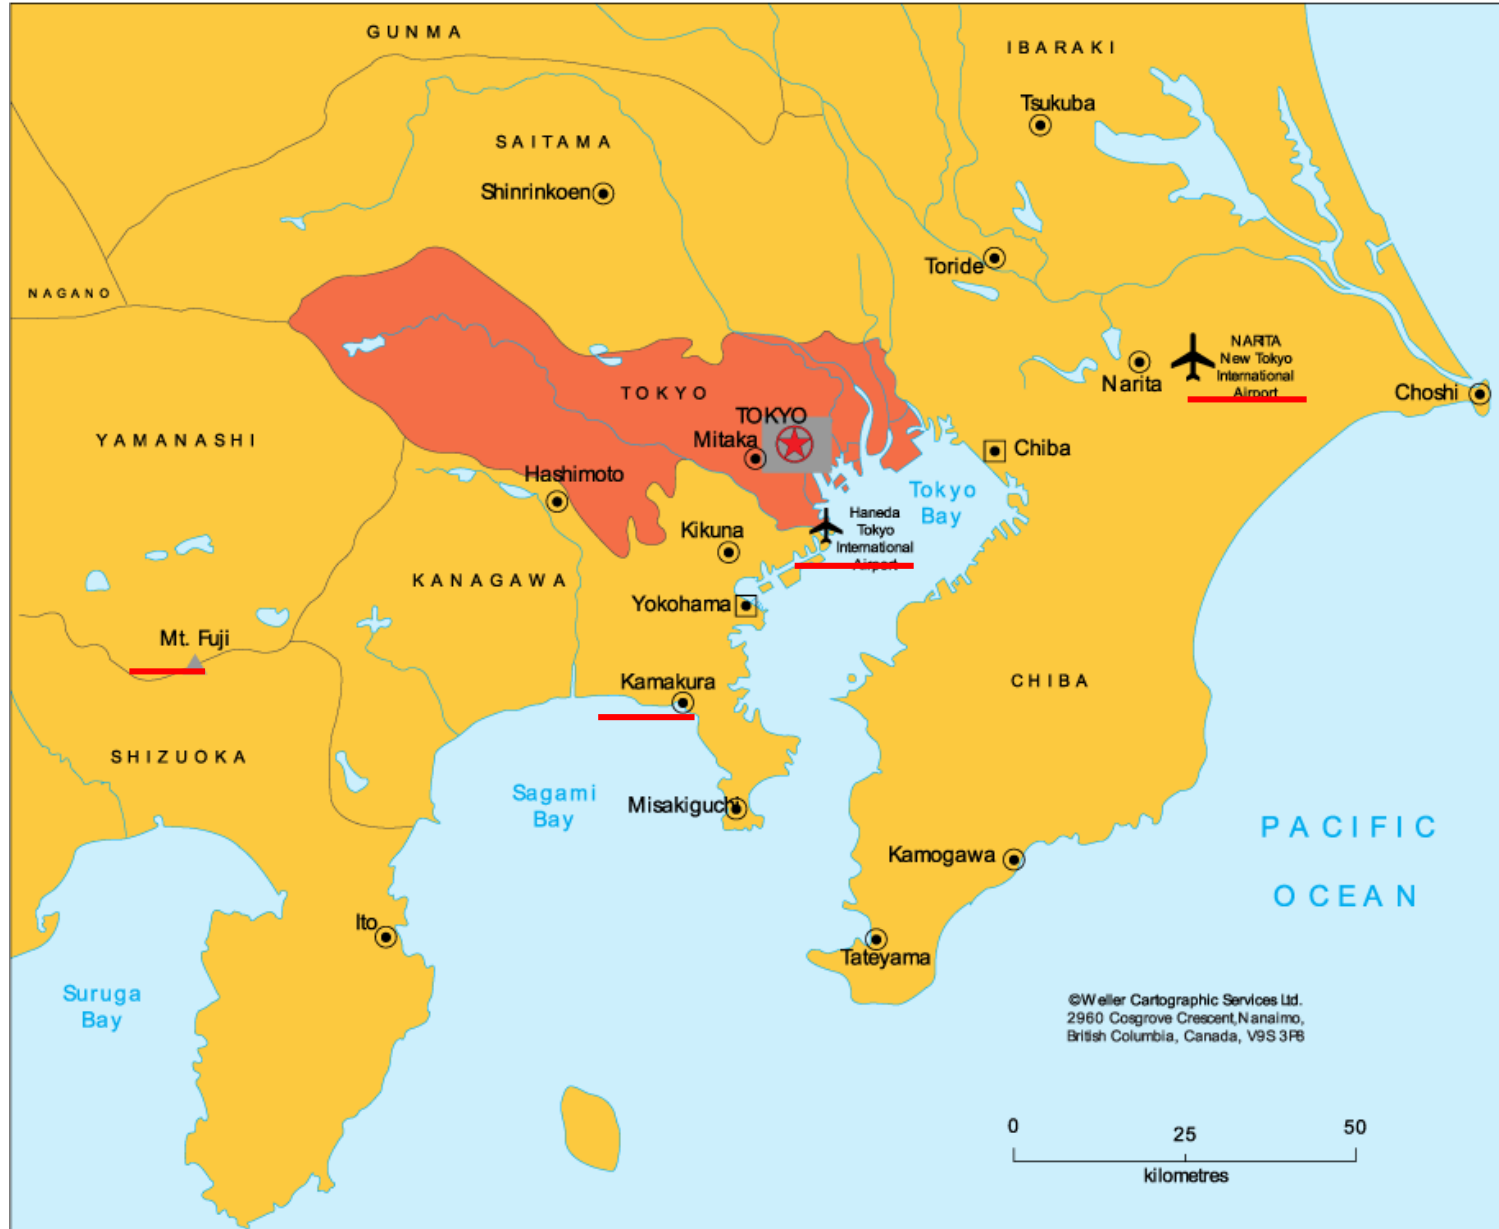 GUNMA
IBARAKI
Tsukuba
SAITAMA
Shinrinkoen
Toride
NAGANO
NARITA
New Tokyo
International
Airport
Narita
Choshi
TOKYO
TOKYO
YAMANASHI
Mitaka
Chiba
Hashimoto
Tokyo
Bay
Haneda
Tokyo
International
Airport
Kikuna
KANAGAWA
Yokohama
Mt. Fuji
Kamakura
CHIBA
SHIZUOKA
Sagami
Bay
Misakiguchi
PACIFIC
OCEAN
Kamogawa
Ito
Tateyama
Suruga
Bay
©Weller Cartographic Services Ltd.
2960 Cosgrove Crescent,Nanaimo,
British Columbia, Canada, V9S 3P6
0 25 50
kilometres